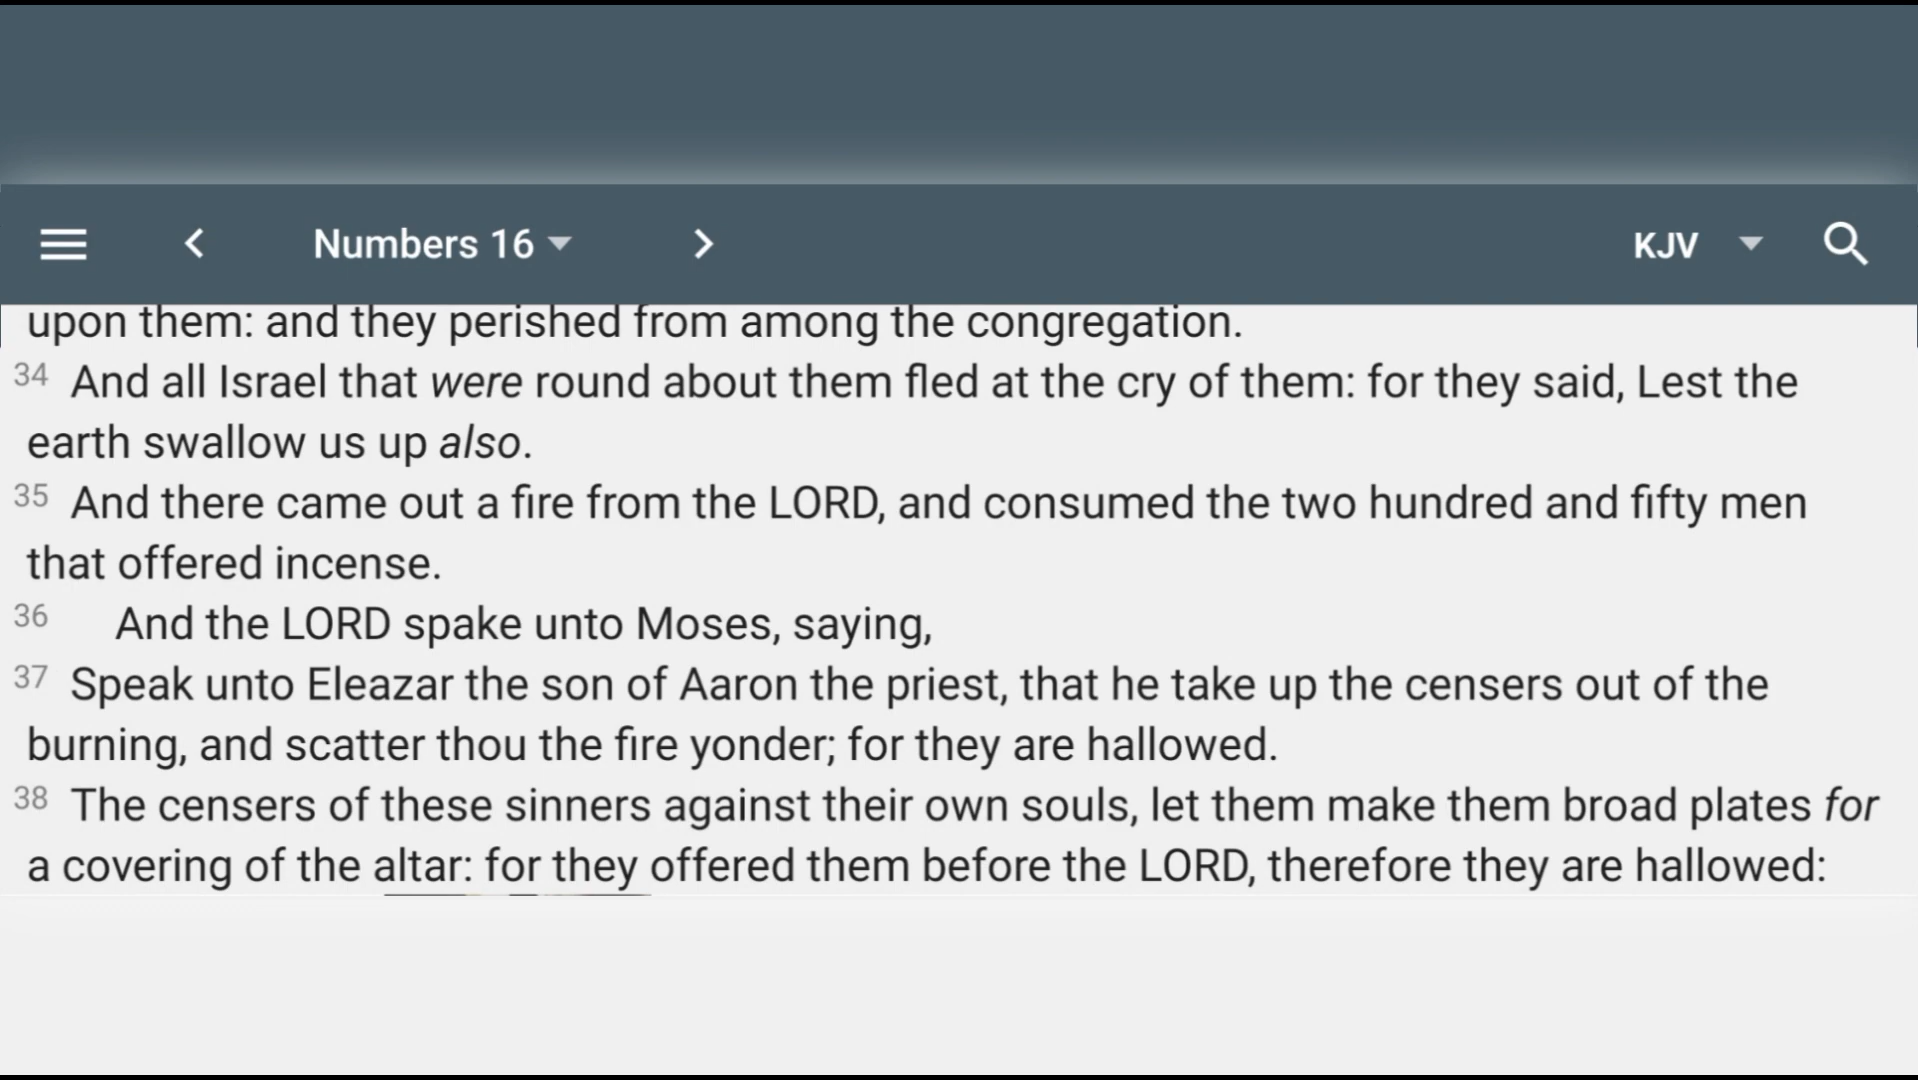 Numbers 16
KJV
upon them: and they perished from among the congregation.
34 And all Israel that were round about them fled at the cry of them: for they said, Lest the
earth swallow us up also.
35 And there came out a fire from the LORD, and consumed the two hundred and fifty men
that offered incense.
36 And the LORD spake unto Moses, saying,
37 Speak unto Eleazar the son of Aaron the priest, that he take up the censers out of the
burning, and scatter thou the fire yonder; for they are hallowed.
38 The censers of these sinners against their own souls, let them make them broad plates for
a covering of the altar: for they offered them before the LORD, therefore they are hallowed: